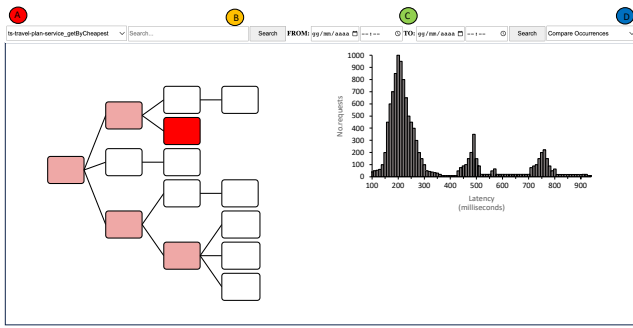 A
B
C
D
ts-travel-plan-service_getByCheapest Search... Search FROM: gg/mm/aaaa --:-- TO: gg/mm/aaaa --:-- Search Compare Occurrences
1000
900
800
700
600
500
400
300
200
100
0
No.requests
100 200 300 400 500 600 700 800 900
Latency
(milliseconds)